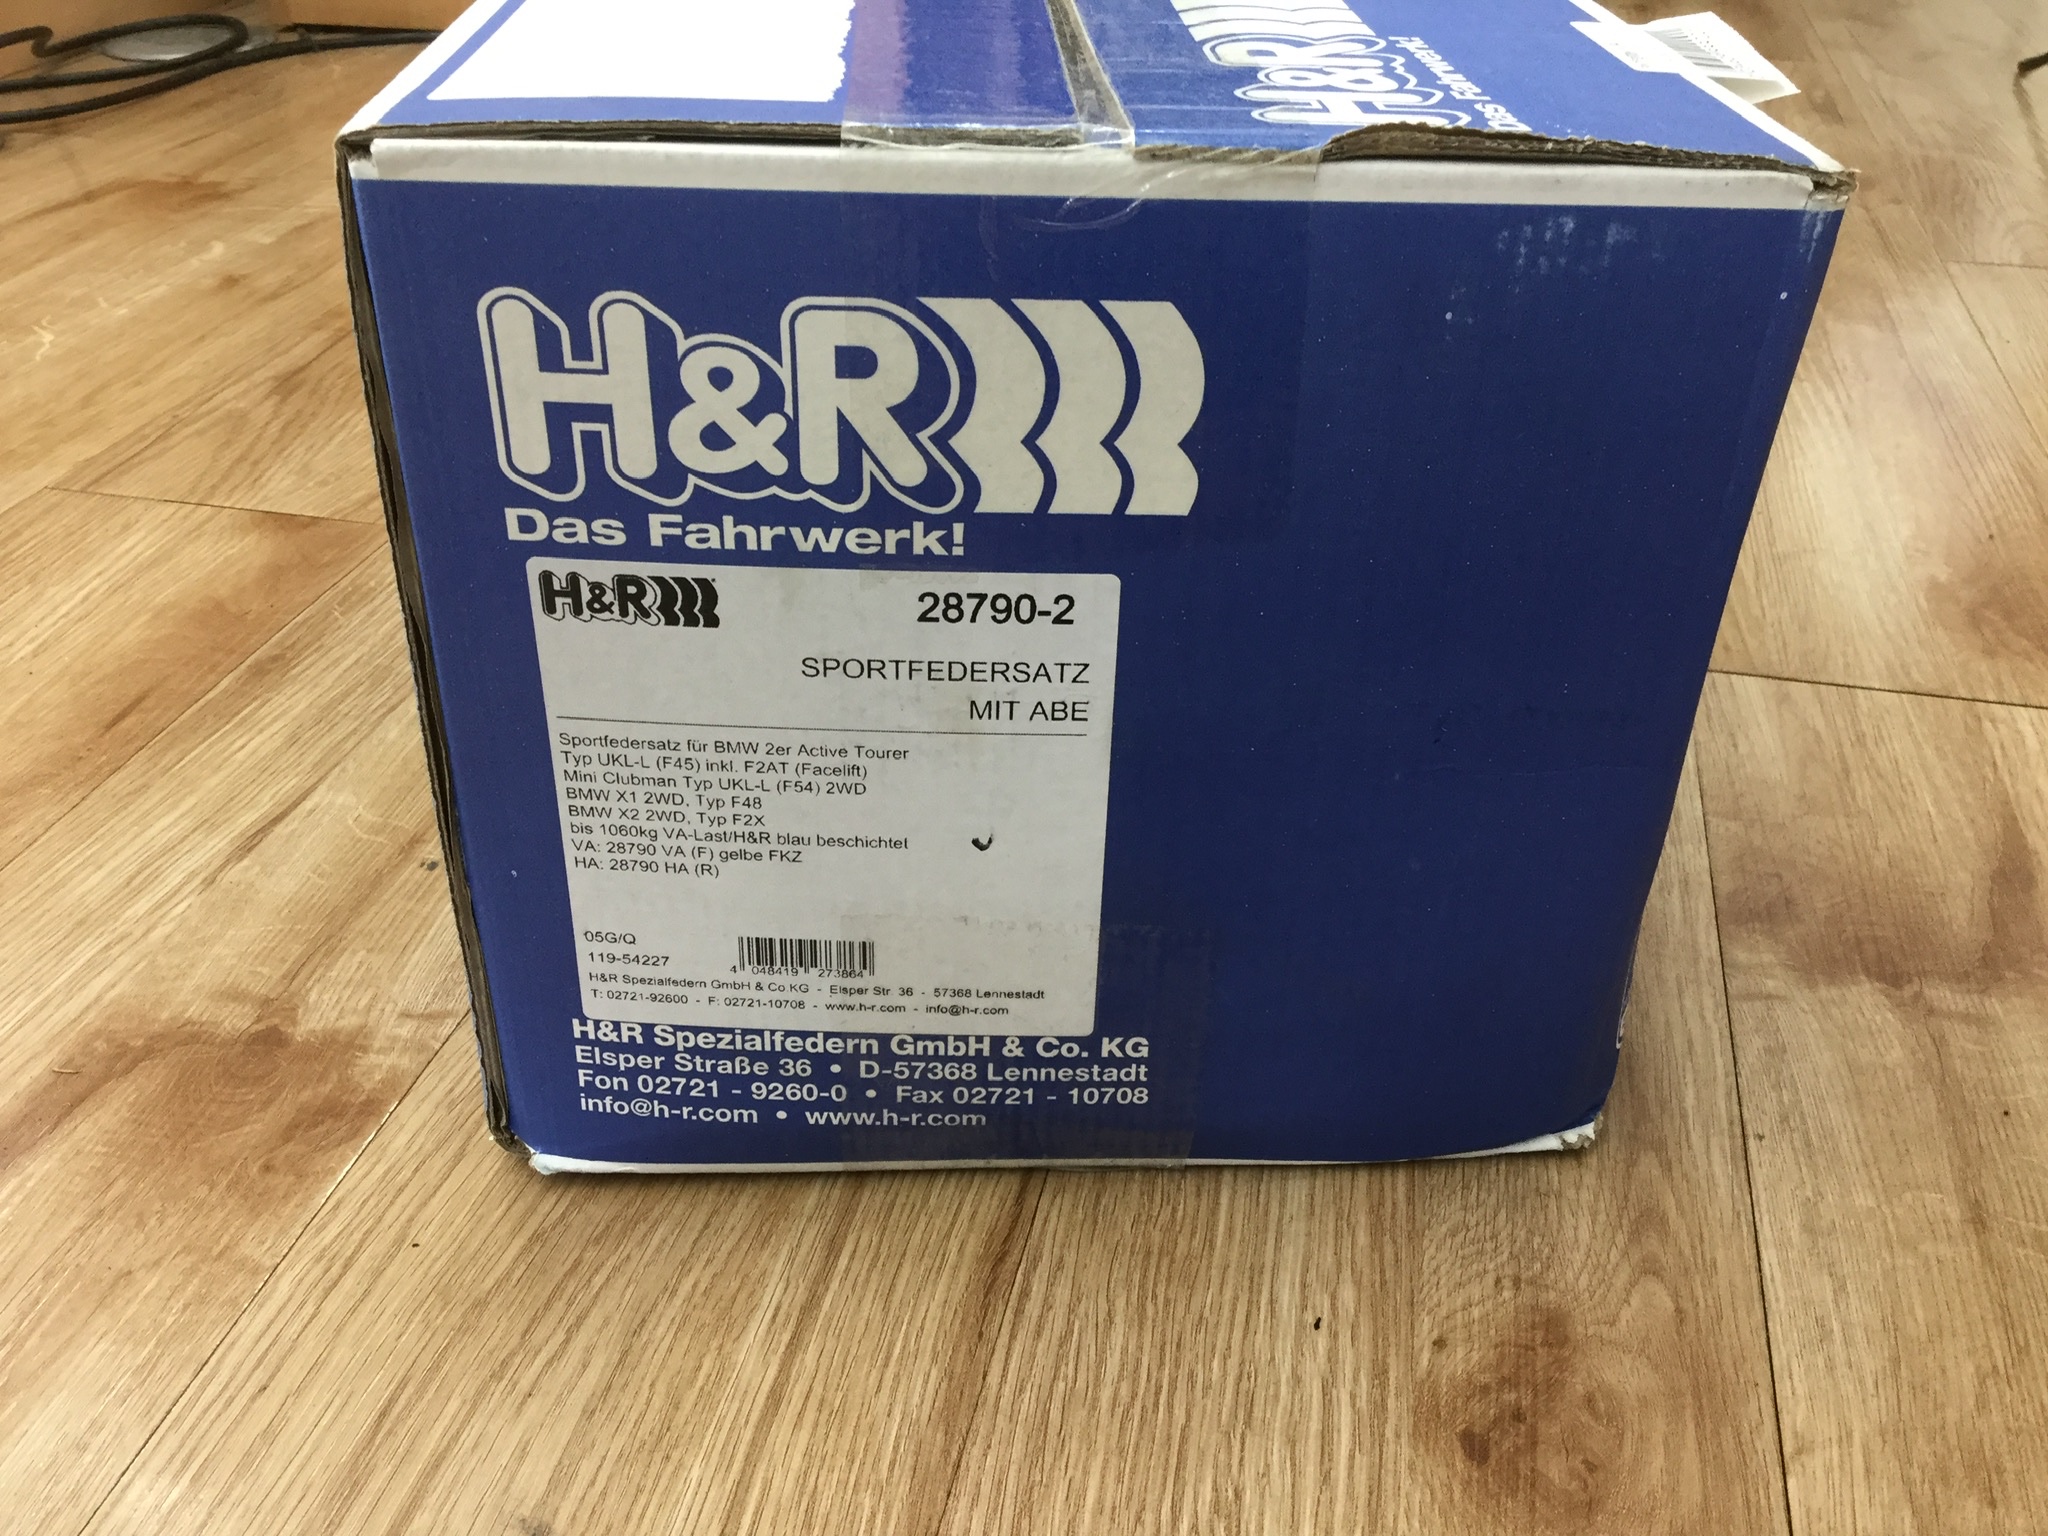 H&R
Das Fahrwerk!
H&R
Das Fahrwerk!
H&R
28790-2
SPORTFEDERSATZ
MIT ABE
Sportfedersatz für BMW 2er Active Tourer
Typ UKL-L (F45) inkl. F2AT (Facelift)
Mini Clubman Typ UKL-L (F54) 2WD
BMW X1 2WD, Typ F48
BMW X2 2WD, Typ F2X
bis 1060kg VA-Last/H&R blau beschichtet
VA: 28790 VA (F) gelbe FKZ
HA: 28790 HA (R)
05G/Q
119-54227
4 048419 273864
H&R Spezialfedern GmbH & Co.KG - Elsper Str. 36 - 57368 Lennestadt
T: 02721-92600 - F: 02721-10708 - www.h-r.com - info@h-r.com
H&R Spezialfedern GmbH & Co. KG
Elsper Straße 36 • D-57368 Lennestadt
Fon 02721 - 9260-0 • Fax 02721 - 10708
info@h-r.com • www.h-r.com